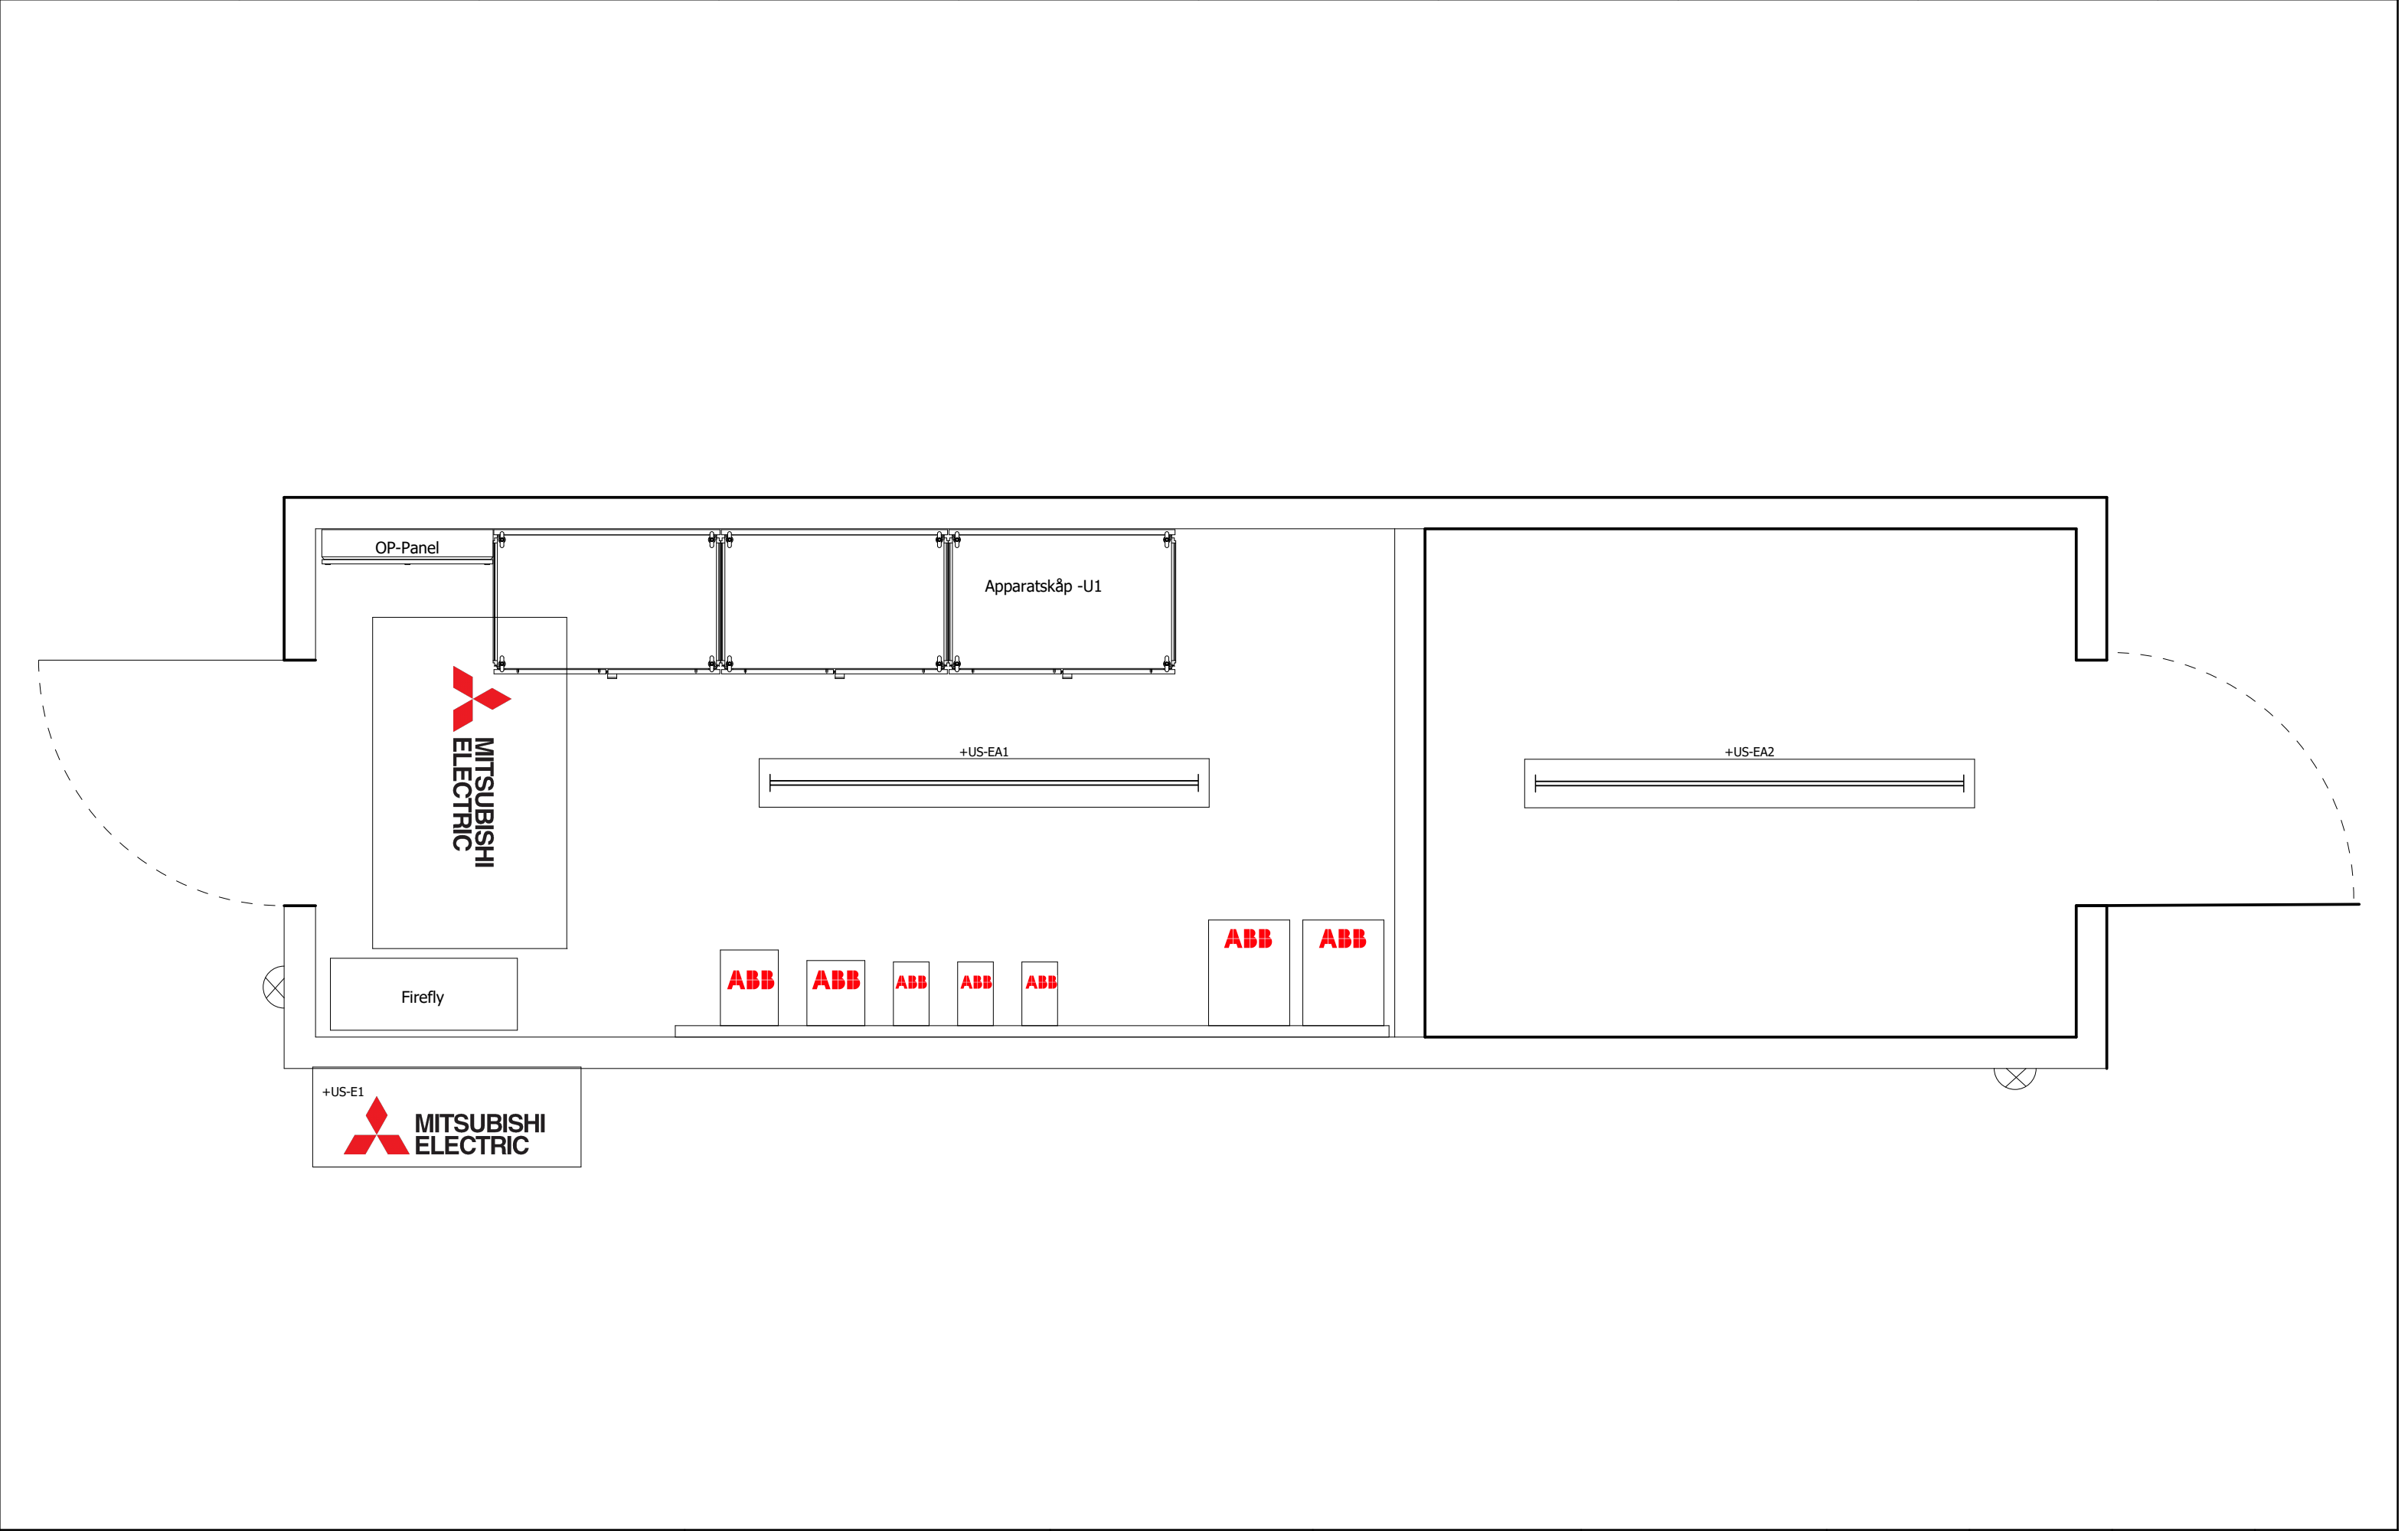 OP-Panel
Apparatskåp -U1
MITSUBISHI
ELECTRIC
+US-EA1
+US-EA2
ABB
ABB
ABB
ABB
ABB
ABB
ABB
Firefly
+US-E1
MITSUBISHI
ELECTRIC